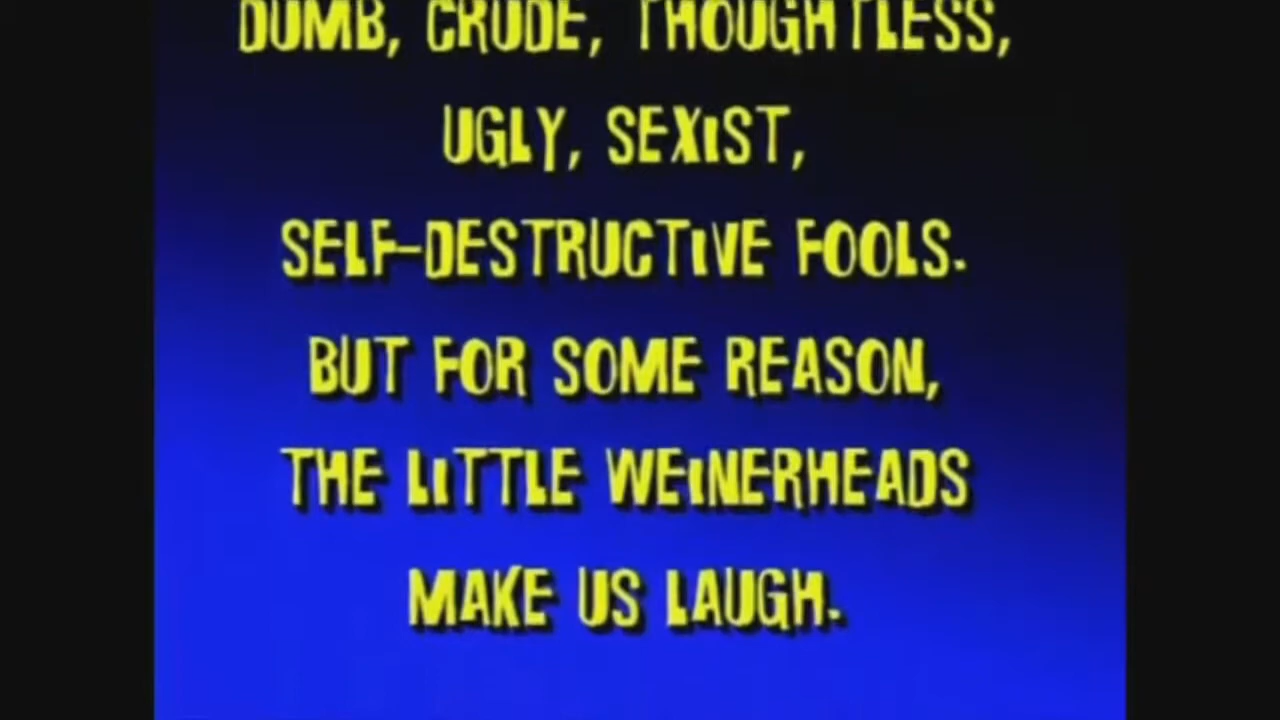 DUMB, CRUDE, THOUGHTLESS,
UGLY, SEXIST,
SELF-DESTRUCTIVE FOOLS.
BUT FOR SOME REASON,
THE LITTLE WEINERHEADS
MAKE US LAUGH.